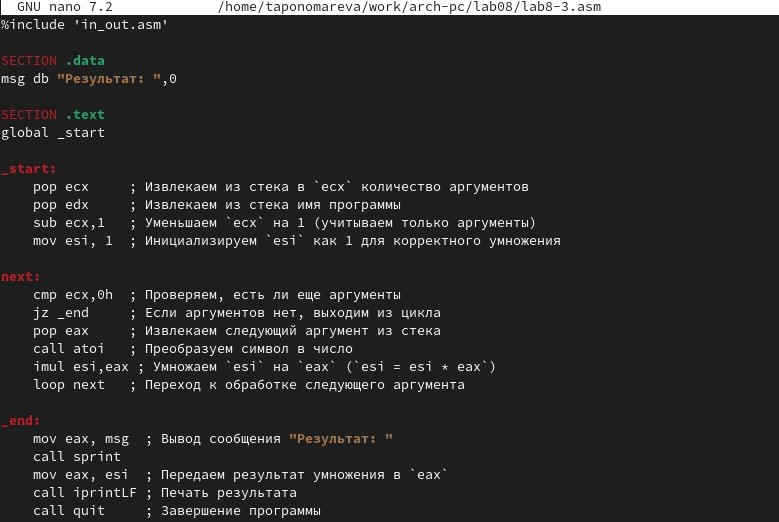 GNU nano 7.2 /home/taponomareva/work/arch-pc/lab08/lab8-3.asm
%include 'in_out.asm'
SECTION .data
msg db "Результат: ",0
SECTION .text
global _start
_start:
pop ecx ; Извлекаем из стека в `ecx` количество аргументов
pop edx ; Извлекаем из стека имя программы
sub ecx,1 ; Уменьшаем `ecx` на 1 (учитываем только аргументы)
mov esi, 1 ; Инициализируем `esi` как 1 для корректного умножения
next:
cmp ecx,0h ; Проверяем, есть ли еще аргументы
jz _end ; Если аргументов нет, выходим из цикла
pop eax ; Извлекаем следующий аргумент из стека
call atoi ; Преобразуем символ в число
imul esi,eax ; Умножаем `esi` на `eax` (`esi = esi * eax`)
loop next ; Переход к обработке следующего аргумента
_end:
mov eax, msg ; Вывод сообщения "Результат: "
call sprint
mov eax, esi ; Передаем результат умножения в `eax`
call iprintLF ; Печать результата
call quit ; Завершение программы